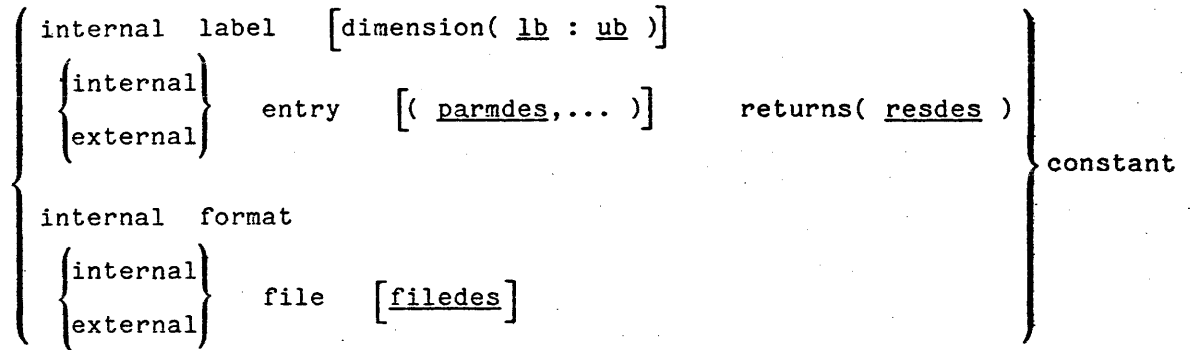 internal label [dimension( lb : ub )]
{internal
external} entry [( parmdes,... )] returns( resdes )
constant
internal format
{internal
external} file [filedes]